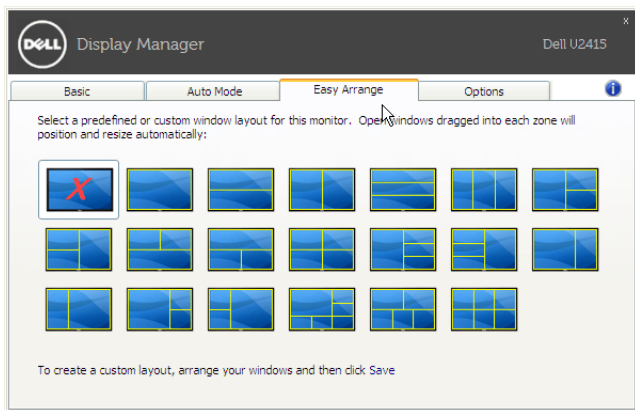 DELL Display Manager Dell U2415
x
Basic Auto Mode Easy Arrange Options i
Select a predefined or custom window layout for this monitor. Open windows dragged into each zone will
position and resize automatically:
X
To create a custom layout, arrange your windows and then click Save